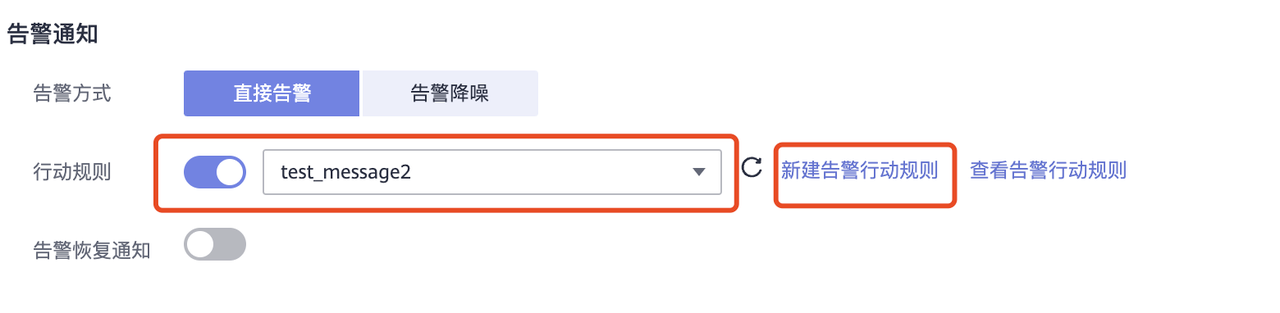 告警通知
告警方式 直接告警 告警降噪
行动规则 test_message2 新建告警行动规则 查看告警行动规则
告警恢复通知